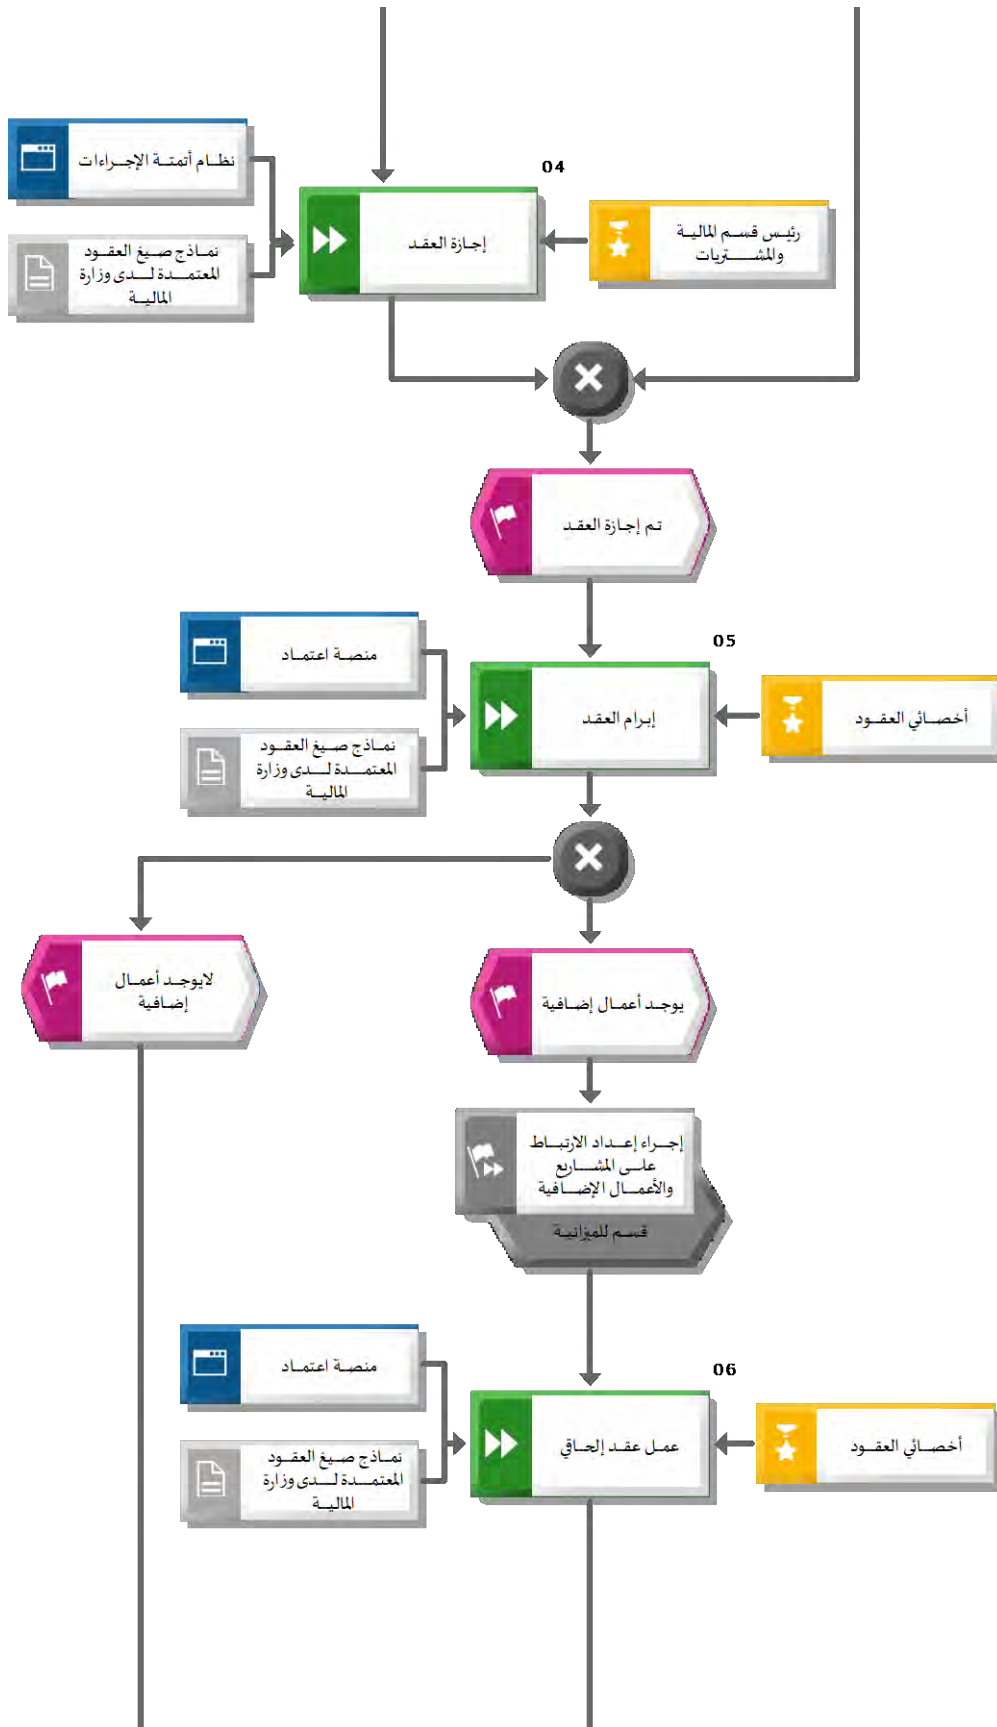 04
نظام أتمتة الإجراءات
رئيس قسم المالية
والمشتريات
إجازة العقد
نماذج صيغ العقود
المعتمدة لدى وزارة
المالية
تم إجازة العقد
05
منصة اعتماد
أخصائي العقود
إبرام العقد
نماذج صيغ العقود
المعتمدة لدى وزارة
المالية
يوجد أعمال إضافية
لايوجد أعمال
إضافية
إجراء إعداد الارتباط
على المشاريع
والأعمال الإضافية
قسم للميزانية
06
منصة اعتماد
أخصائي العقود
عمل عقد إلحاقي
نماذج صيغ العقود
المعتمدة لدى وزارة
المالية